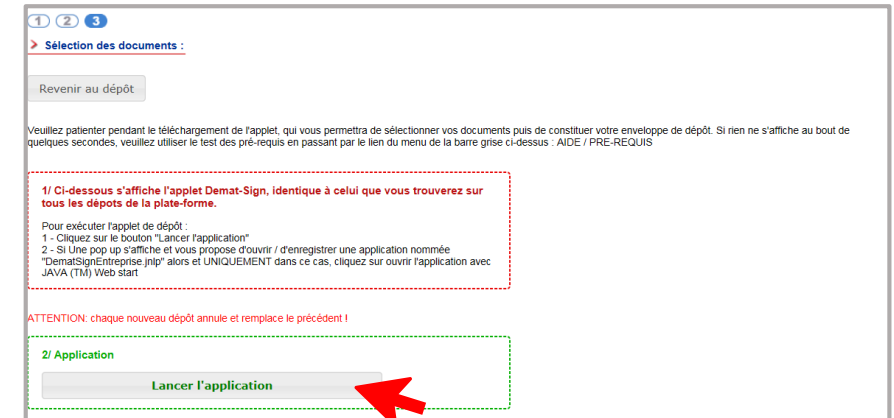 1 2 3
Sélection des documents :
Revenir au dépôt
Veuillez patienter pendant le téléchargement de l'applet, qui vous permettra de sélectionner vos documents puis de constituer votre enveloppe de dépôt. Si rien ne s'affiche au bout de
quelques secondes, veuillez utiliser le test des pré-requis en passant par le lien du menu de la barre grise ci-dessus : AIDE / PRE-REQUIS
1/ Ci-dessous s'affiche l'applet Demat-Sign, identique à celui que vous trouverez sur
tous les dépots de la plate-forme.
Pour exécuter l'applet de dépôt :
1 - Cliquez sur le bouton "Lancer l'application"
2 - Si Une pop up s'affiche et vous propose d'ouvrir / d'enregistrer une application nommée
"DematSignEntreprise.jnlp" alors et UNIQUEMENT dans ce cas, cliquez sur ouvrir l'application avec
JAVA (TM) Web start
ATTENTION: chaque nouveau dépôt annule et remplace le précédent !
2/ Application
Lancer l'application